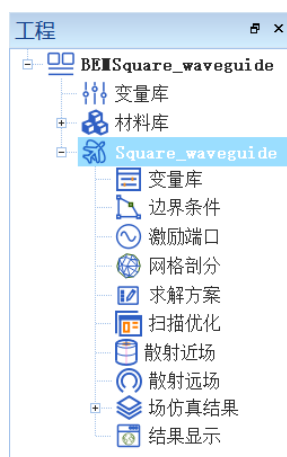 工程
BEMSquare_waveguide
变量库
材料库
Square_waveguide
变量库
边界条件
激励端口
网格剖分
求解方案
扫描优化
散射近场
散射远场
场仿真结果
结果显示